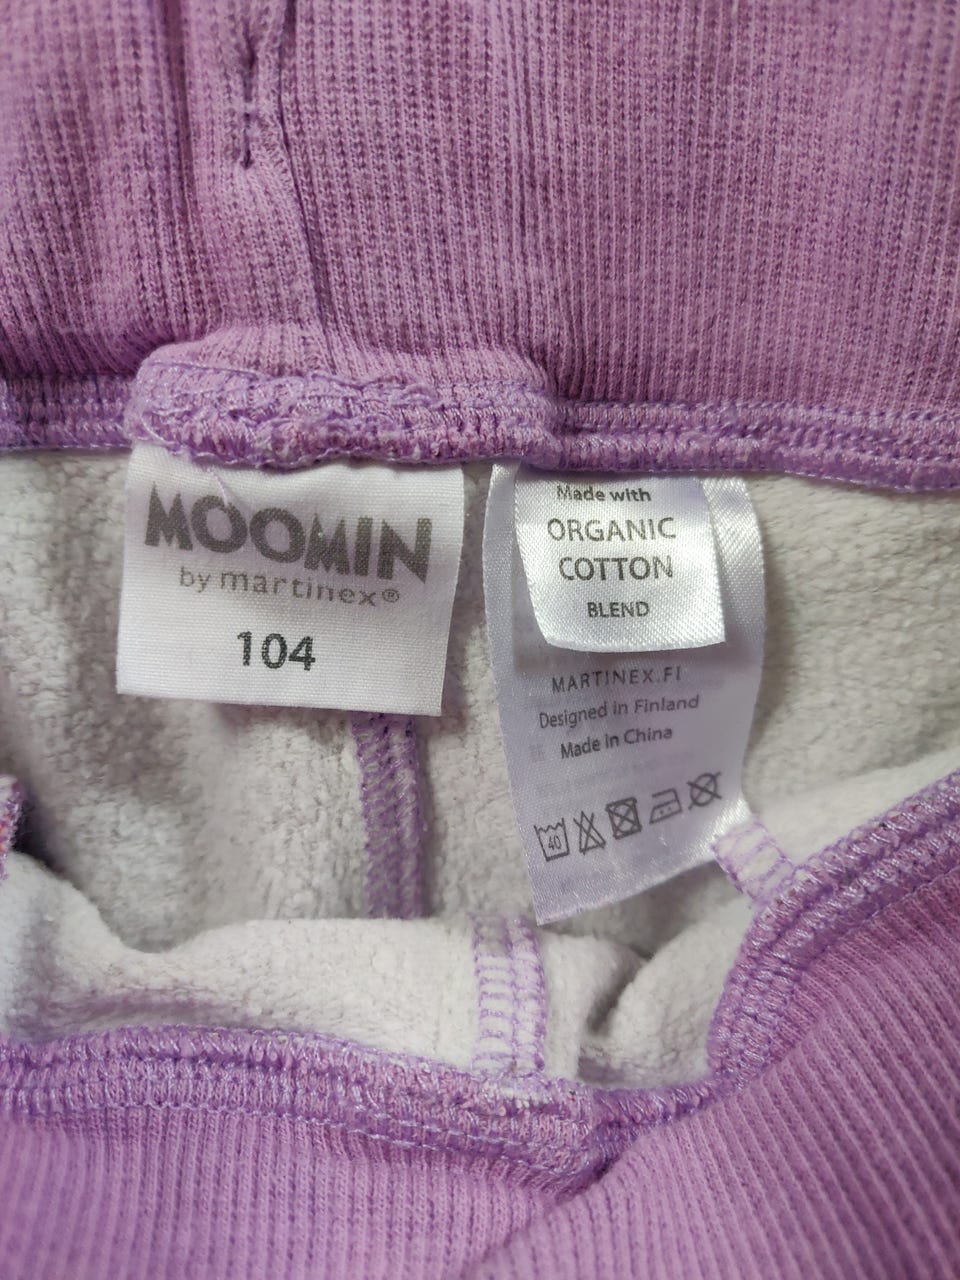 MOOMIN
by martinex®
104
Made with
ORGANIC
COTTON
BLEND
MARTINEX.FI
Designed in Finland
Made in China
40